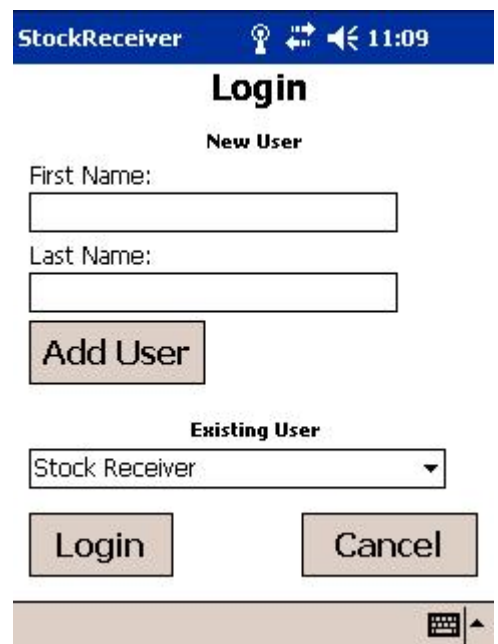 StockReceiver 11:09
Login
New User
First Name:
Last Name:
Add User
Existing User
Stock Receiver
Login Cancel